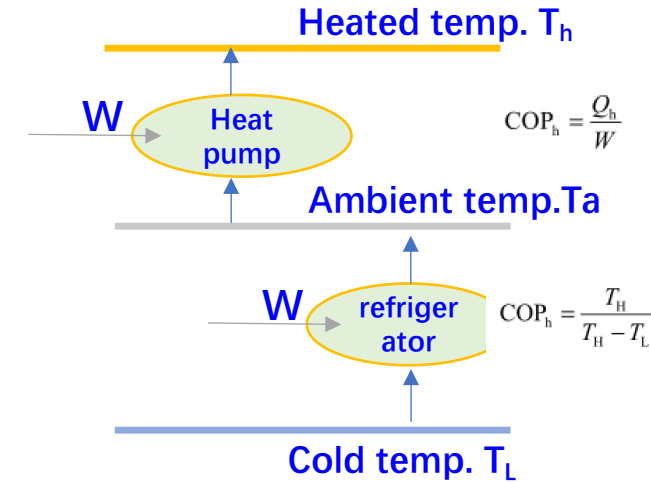 Heated temp. Th
W
Heat
pump
COPh = Qh / W
Ambient temp.Ta
W
refriger
ator
COPh = TH / (TH − TL)
Cold temp. TL